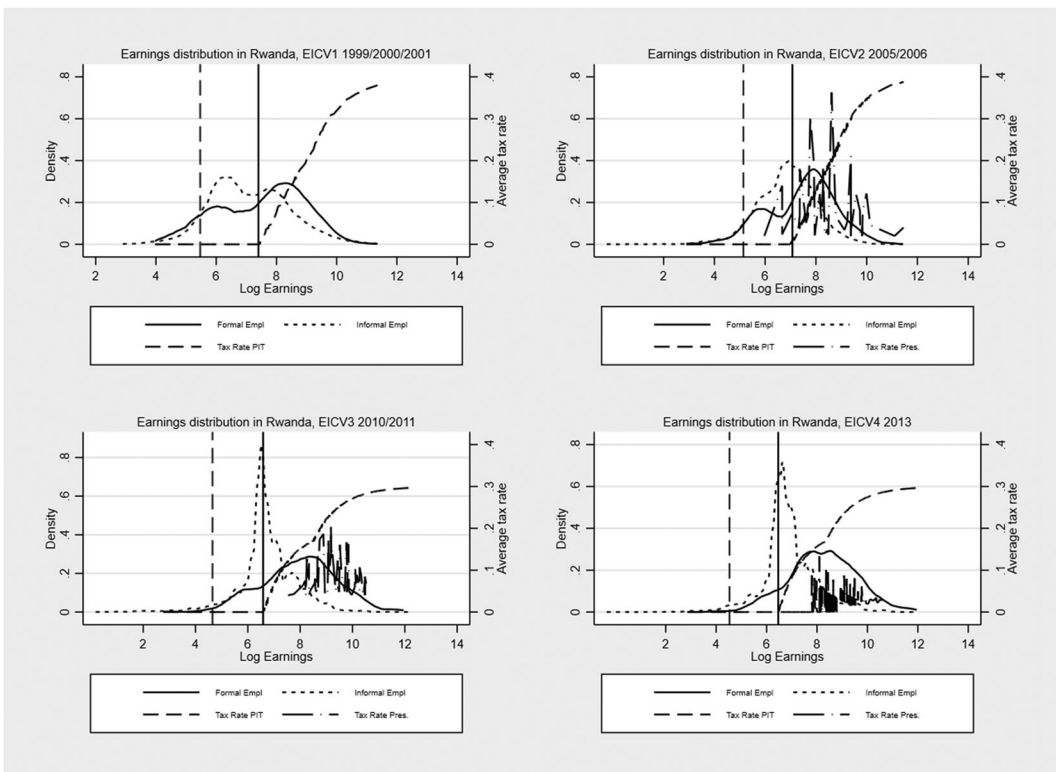 Earnings distribution in Rwanda, EICV1 1999/2000/2001
.8
.6
.4
.2
0
Density
.4
.3
.2
.1
0
Average tax rate
2 4 6 8 10 12 14
Log Earnings
Formal Empl Informal Empl
Tax Rate PIT
Earnings distribution in Rwanda, EICV2 2005/2006
.8
.6
.4
.2
0
Density
.4
.3
.2
.1
0
Average tax rate
2 4 6 8 10 12 14
Log Earnings
Formal Empl Informal Empl
Tax Rate PIT Tax Rate Pres.
Earnings distribution in Rwanda, EICV3 2010/2011
.8
.6
.4
.2
0
Density
.4
.3
.2
.1
0
Average tax rate
2 4 6 8 10 12 14
Log Earnings
Formal Empl Informal Empl
Tax Rate PIT Tax Rate Pres.
Earnings distribution in Rwanda, EICV4 2013
.8
.6
.4
.2
0
Density
.4
.3
.2
.1
0
Average tax rate
2 4 6 8 10 12 14
Log Earnings
Formal Empl Informal Empl
Tax Rate PIT Tax Rate Pres.